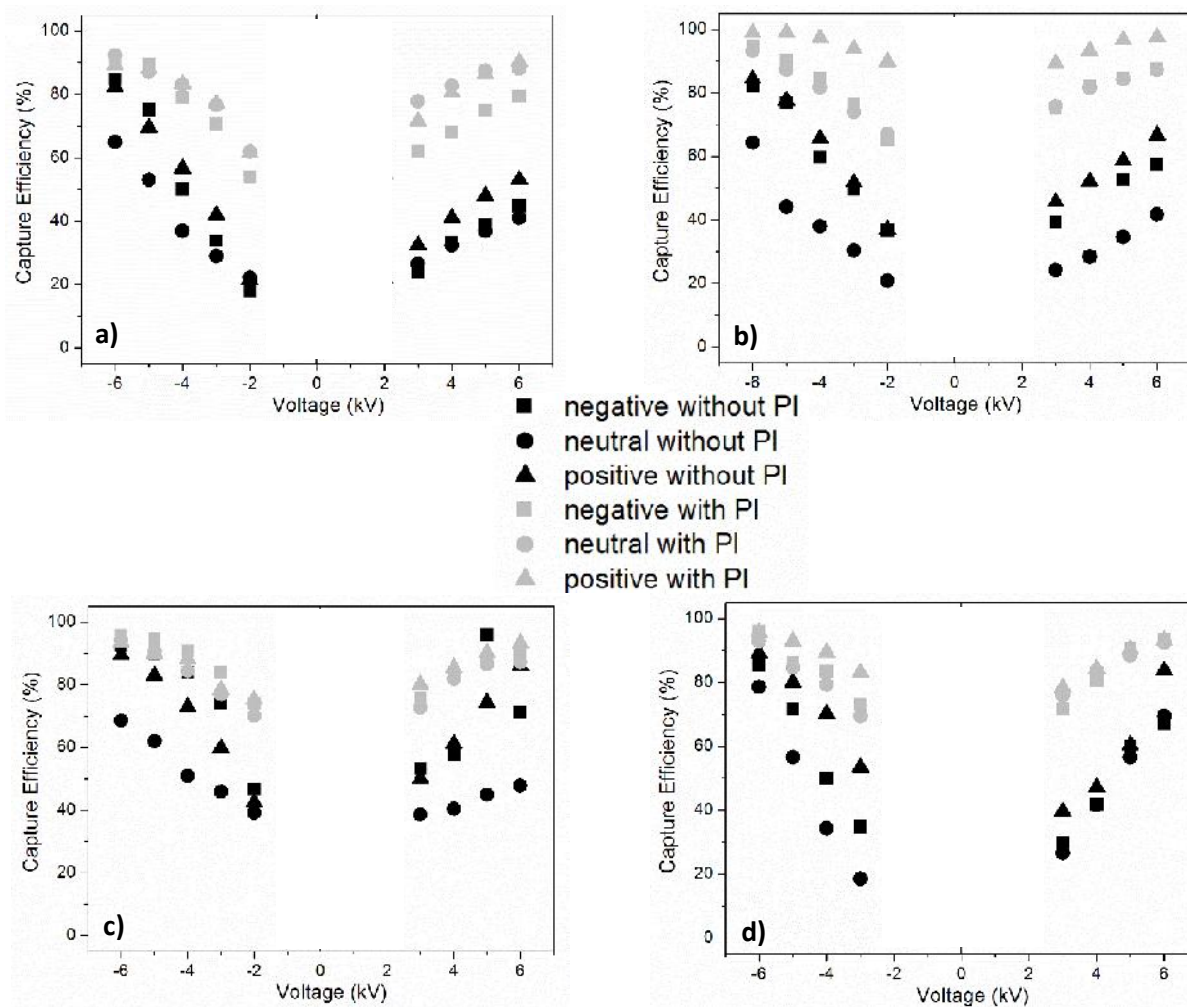 100
80
60
40
20
0
Capture Efficiency (%)
a)
-6 -4 -2 0 2 4 6
Voltage (kV)
100
80
60
40
20
0
Capture Efficiency (%)
b)
-8 -6 -4 -2 0 2 4 6
Voltage (kV)
negative without PI
neutral without PI
positive without PI
negative with PI
neutral with PI
positive with PI
100
80
60
40
20
0
Capture Efficiency (%)
c)
-6 -4 -2 0 2 4 6
Voltage (kV)
100
80
60
40
20
0
Capture Efficiency (%)
d)
-6 -4 -2 0 2 4 6
Voltage (kV)